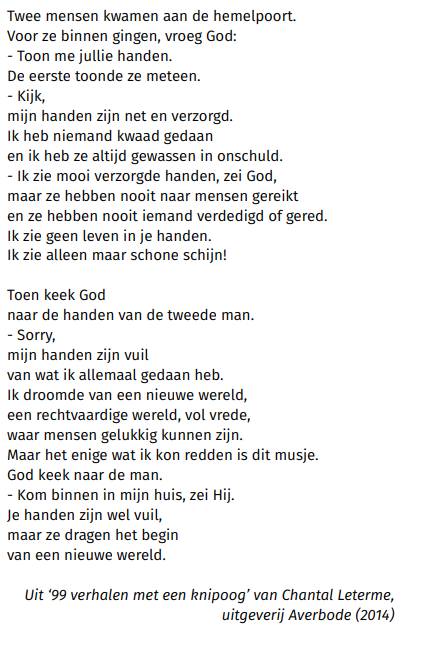 Twee mensen kwamen aan de hemelpoort.
Voor ze binnen gingen, vroeg God:
- Toon me jullie handen.
De eerste toonde ze meteen.
- Kijk,
mijn handen zijn net en verzorgd.
Ik heb niemand kwaad gedaan
en ik heb ze altijd gewassen in onschuld.
- Ik zie mooi verzorgde handen, zei God,
maar ze hebben nooit naar mensen gereikt
en ze hebben nooit iemand verdedigd of gered.
Ik zie geen leven in je handen.
Ik zie alleen maar schone schijn!

Toen keek God
naar de handen van de tweede man.
- Sorry,
mijn handen zijn vuil
van wat ik allemaal gedaan heb.
Ik droomde van een nieuwe wereld,
een rechtvaardige wereld, vol vrede,
waar mensen gelukkig kunnen zijn.
Maar het enige wat ik kon redden is dit musje.
God keek naar de man.
- Kom binnen in mijn huis, zei Hij.
Je handen zijn wel vuil,
maar ze dragen het begin
van een nieuwe wereld.

Uit ‘99 verhalen met een knipoog’ van Chantal Leterme,
uitgeverij Averbode (2014)